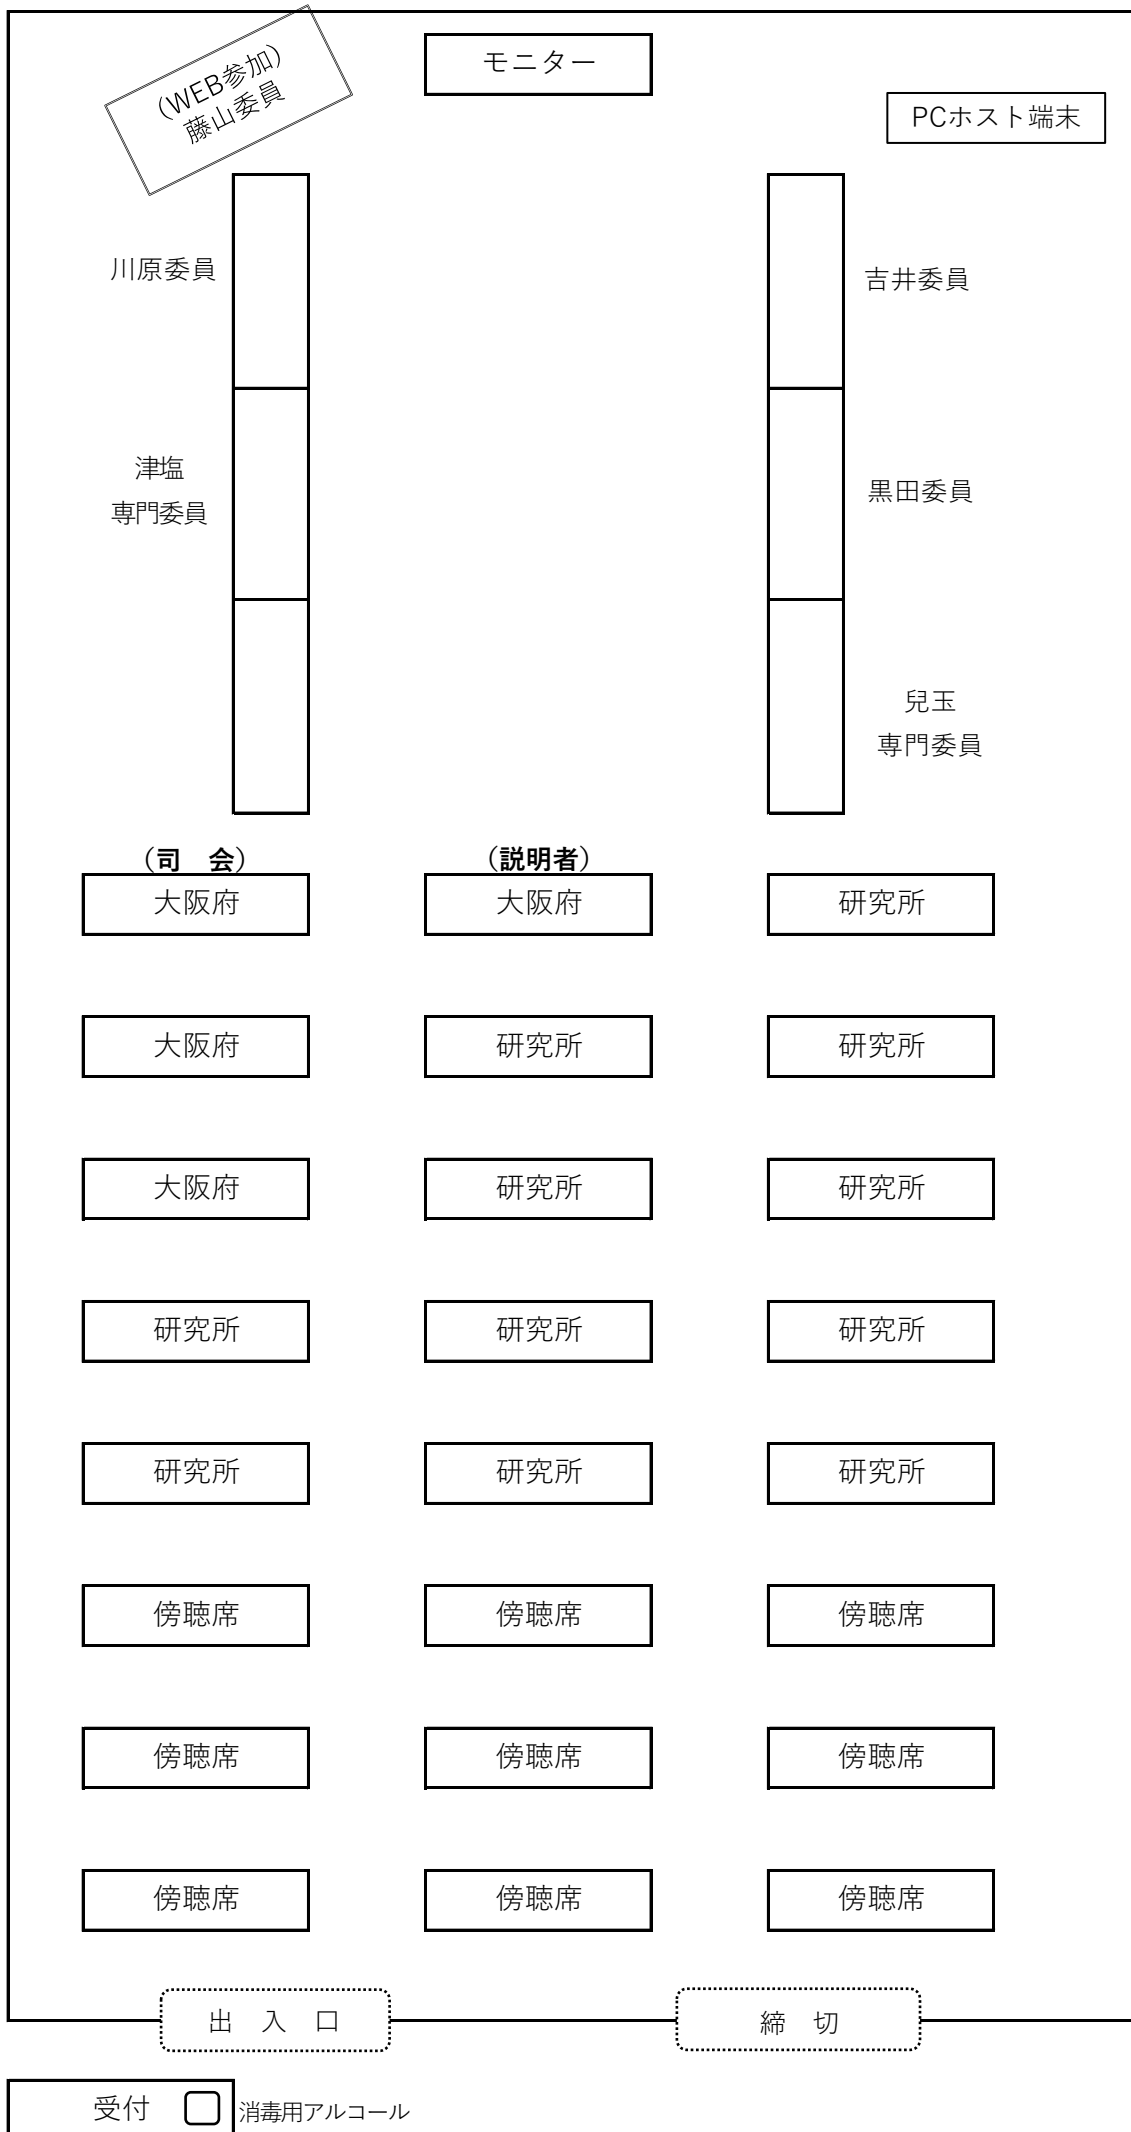 （WEB参加）
藤山委員
モニター
PCホスト端末
川原委員
吉井委員
津塩
専門委員
黒田委員
兒玉
専門委員
（司　会）
（説明者）
大阪府
大阪府
研究所
大阪府
研究所
研究所
大阪府
研究所
研究所
研究所
研究所
研究所
研究所
研究所
研究所
傍聴席
傍聴席
傍聴席
傍聴席
傍聴席
傍聴席
傍聴席
傍聴席
傍聴席
出　入　口
締　切
受付
消毒用アルコール